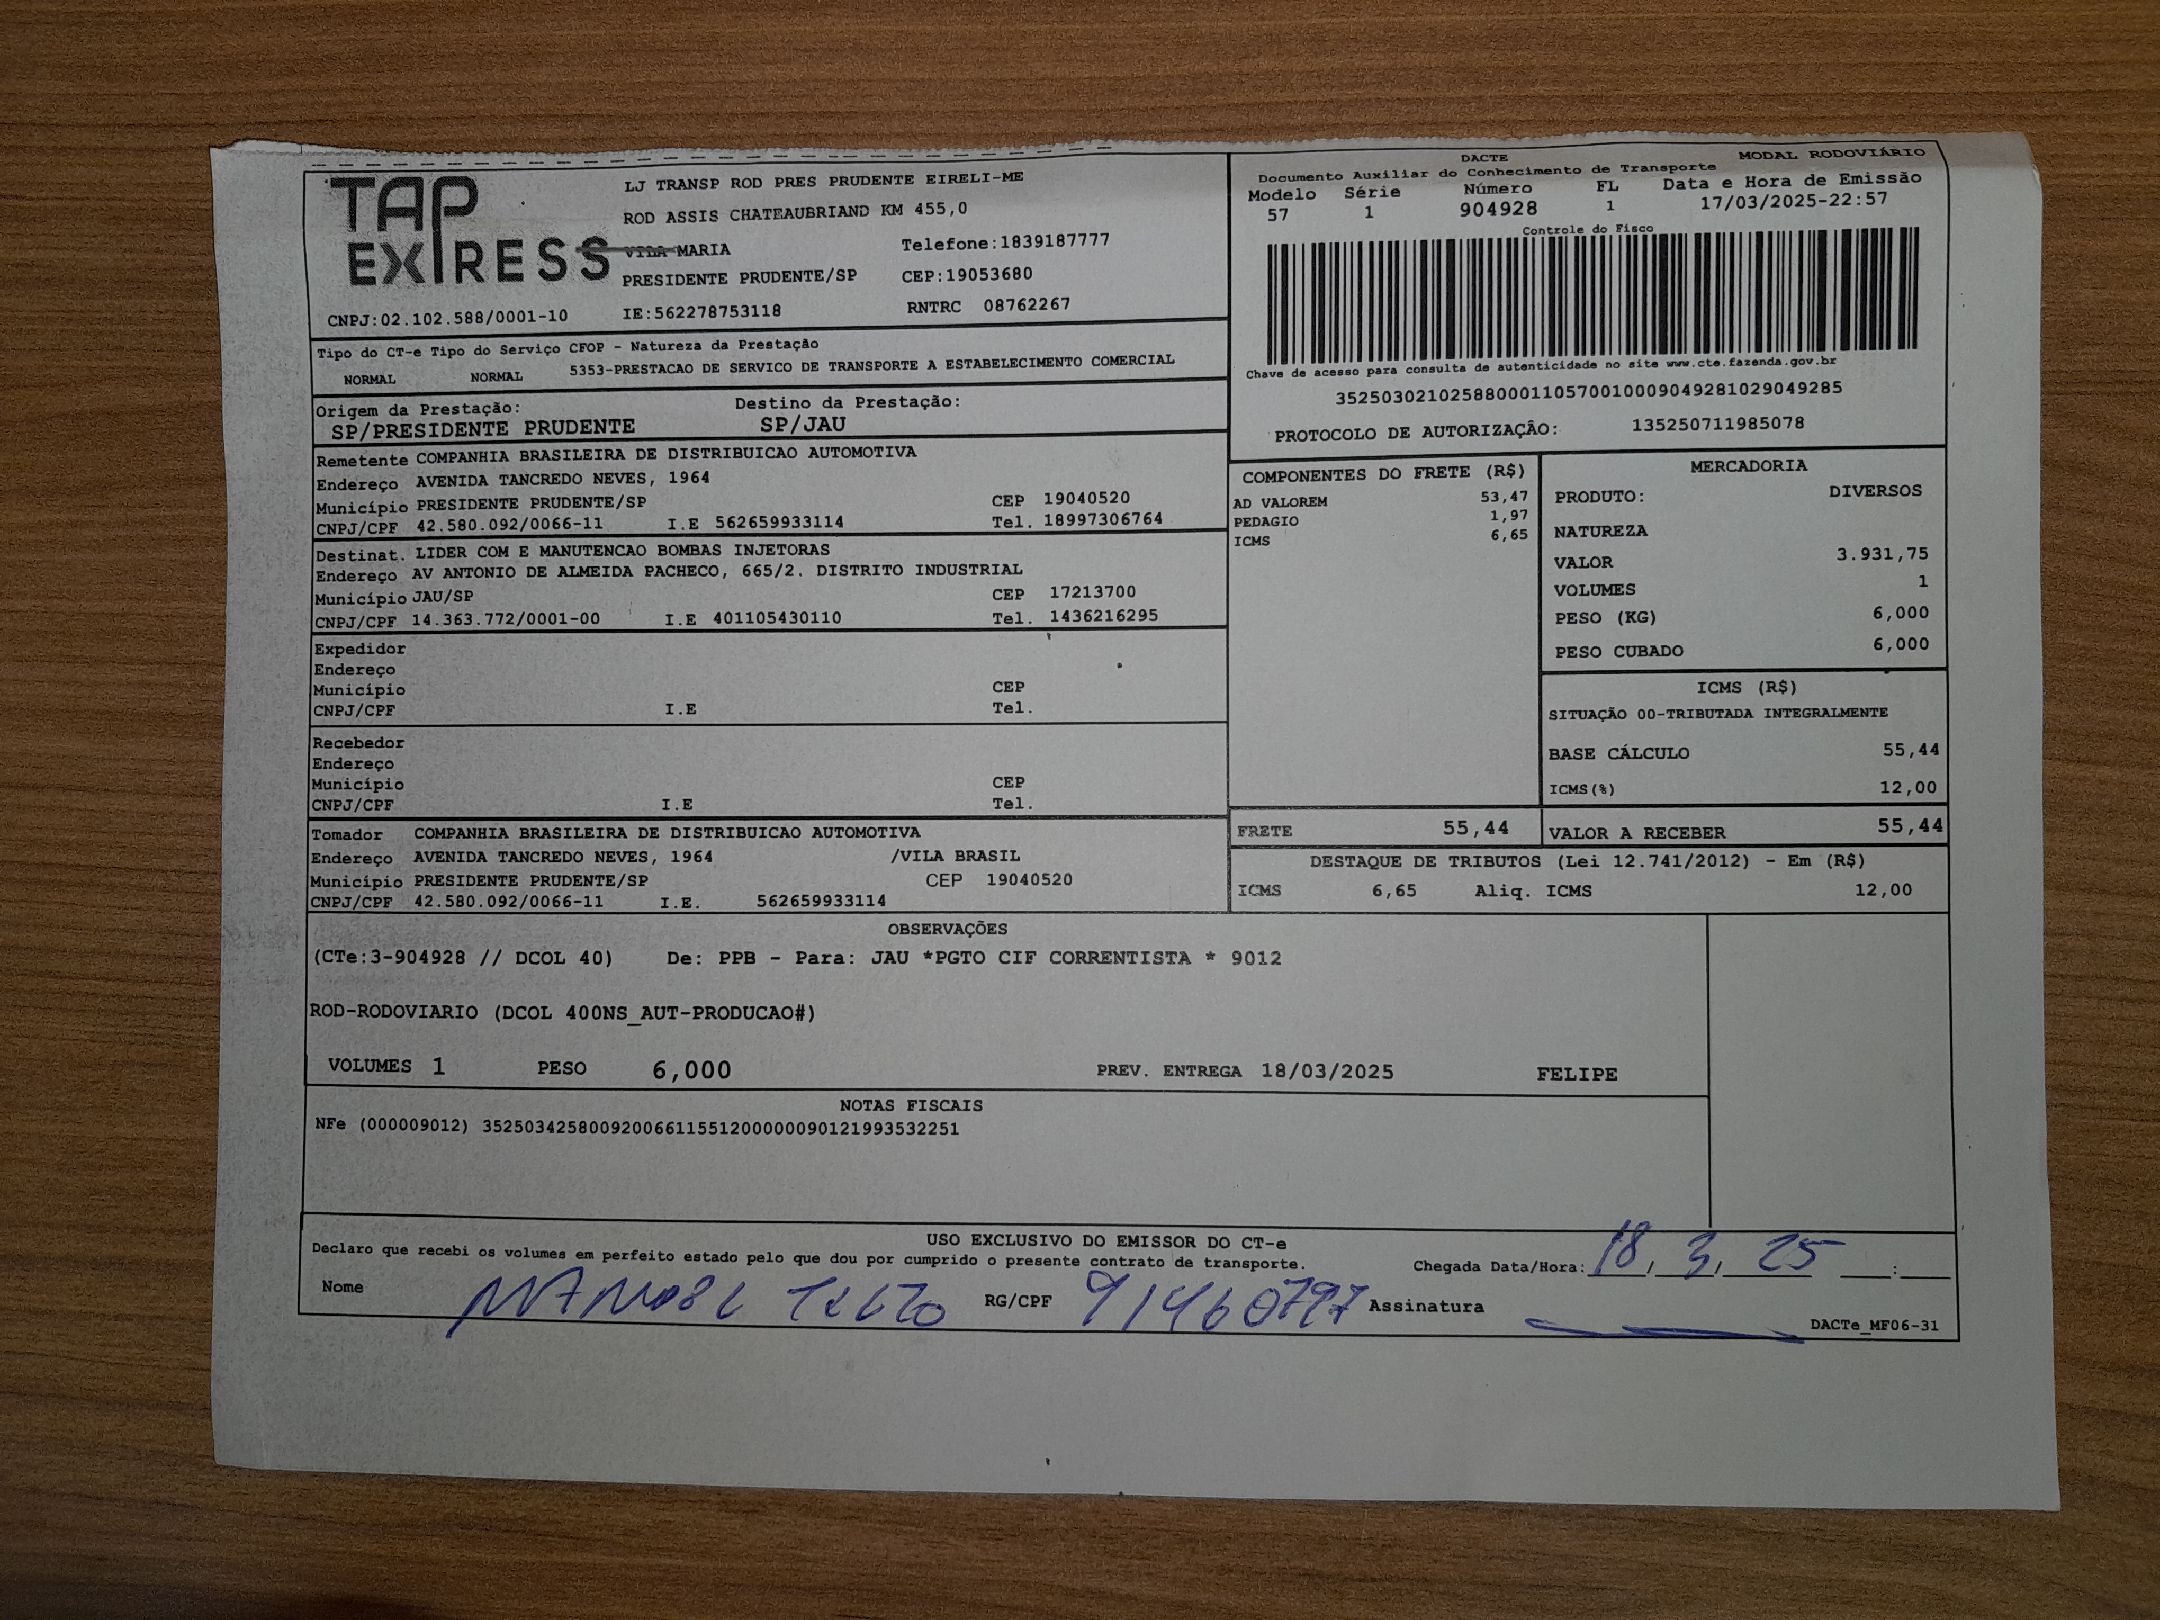 TAP EXPRESS
LJ TRANSP ROD PRES PRUDENTE EIRELI-ME
ROD ASSIS CHATEAUBRIAND KM 455,0
VILA MARIA Telefone:1839187777
PRESIDENTE PRUDENTE/SP CEP:19053680
CNPJ:02.102.588/0001-10 IE:562278753118 RNTRC 08762267
DACTE MODAL RODOVIÁRIO
Documento Auxiliar do Conhecimento de Transporte
Modelo Série Número FL Data e Hora de Emissão
57 1 904928 1 17/03/2025-22:57
Controle do Fisco
Chave de acesso para consulta de autenticidade no site www.cte.fazenda.gov.br
35250302102588000110570010009049281029049285
PROTOCOLO DE AUTORIZAÇÃO: 135250711985078
Tipo do CT-e Tipo do Serviço CFOP - Natureza da Prestação
NORMAL NORMAL 5353-PRESTACAO DE SERVICO DE TRANSPORTE A ESTABELECIMENTO COMERCIAL
Origem da Prestação: Destino da Prestação:
SP/PRESIDENTE PRUDENTE SP/JAU
Remetente COMPANHIA BRASILEIRA DE DISTRIBUICAO AUTOMOTIVA
Endereço AVENIDA TANCREDO NEVES, 1964
Município PRESIDENTE PRUDENTE/SP CEP 19040520
CNPJ/CPF 42.580.092/0066-11 I.E 562659933114 Tel. 18997306764
Destinat. LIDER COM E MANUTENCAO BOMBAS INJETORAS
Endereço AV ANTONIO DE ALMEIDA PACHECO, 665/2. DISTRITO INDUSTRIAL
Município JAU/SP CEP 17213700
CNPJ/CPF 14.363.772/0001-00 I.E 401105430110 Tel. 1436216295
Expedidor
Endereço
Município CEP
CNPJ/CPF I.E Tel.
Recebedor
Endereço
Município CEP
CNPJ/CPF I.E Tel.
Tomador COMPANHIA BRASILEIRA DE DISTRIBUICAO AUTOMOTIVA
Endereço AVENIDA TANCREDO NEVES, 1964 /VILA BRASIL
Município PRESIDENTE PRUDENTE/SP CEP 19040520
CNPJ/CPF 42.580.092/0066-11 I.E. 562659933114
COMPONENTES DO FRETE (R$)
AD VALOREM 53,47
PEDAGIO 1,97
ICMS 6,65
MERCADORIA
PRODUTO: DIVERSOS
NATUREZA
VALOR 3.931,75
VOLUMES 1
PESO (KG) 6,000
PESO CUBADO 6,000
ICMS (R$)
SITUAÇÃO 00-TRIBUTADA INTEGRALMENTE
BASE CÁLCULO 55,44
ICMS(%) 12,00
FRETE 55,44 VALOR A RECEBER 55,44
DESTAQUE DE TRIBUTOS (Lei 12.741/2012) - Em (R$)
ICMS 6,65 Aliq. ICMS 12,00
OBSERVAÇÕES
(CTe:3-904928 // DCOL 40) De: PPB - Para: JAU *PGTO CIF CORRENTISTA * 9012
ROD-RODOVIARIO (DCOL 400NS_AUT-PRODUCAO#)
VOLUMES 1 PESO 6,000 PREV. ENTREGA 18/03/2025 FELIPE
NOTAS FISCAIS
NFe (000009012) 35250342580092006611551200000090121993532251
USO EXCLUSIVO DO EMISSOR DO CT-e
Declaro que recebi os volumes em perfeito estado pelo que dou por cumprido o presente contrato de transporte. Chegada Data/Hora: 18/3/25 :
Nome RG/CPF Assinatura
DACTe_MF06-31